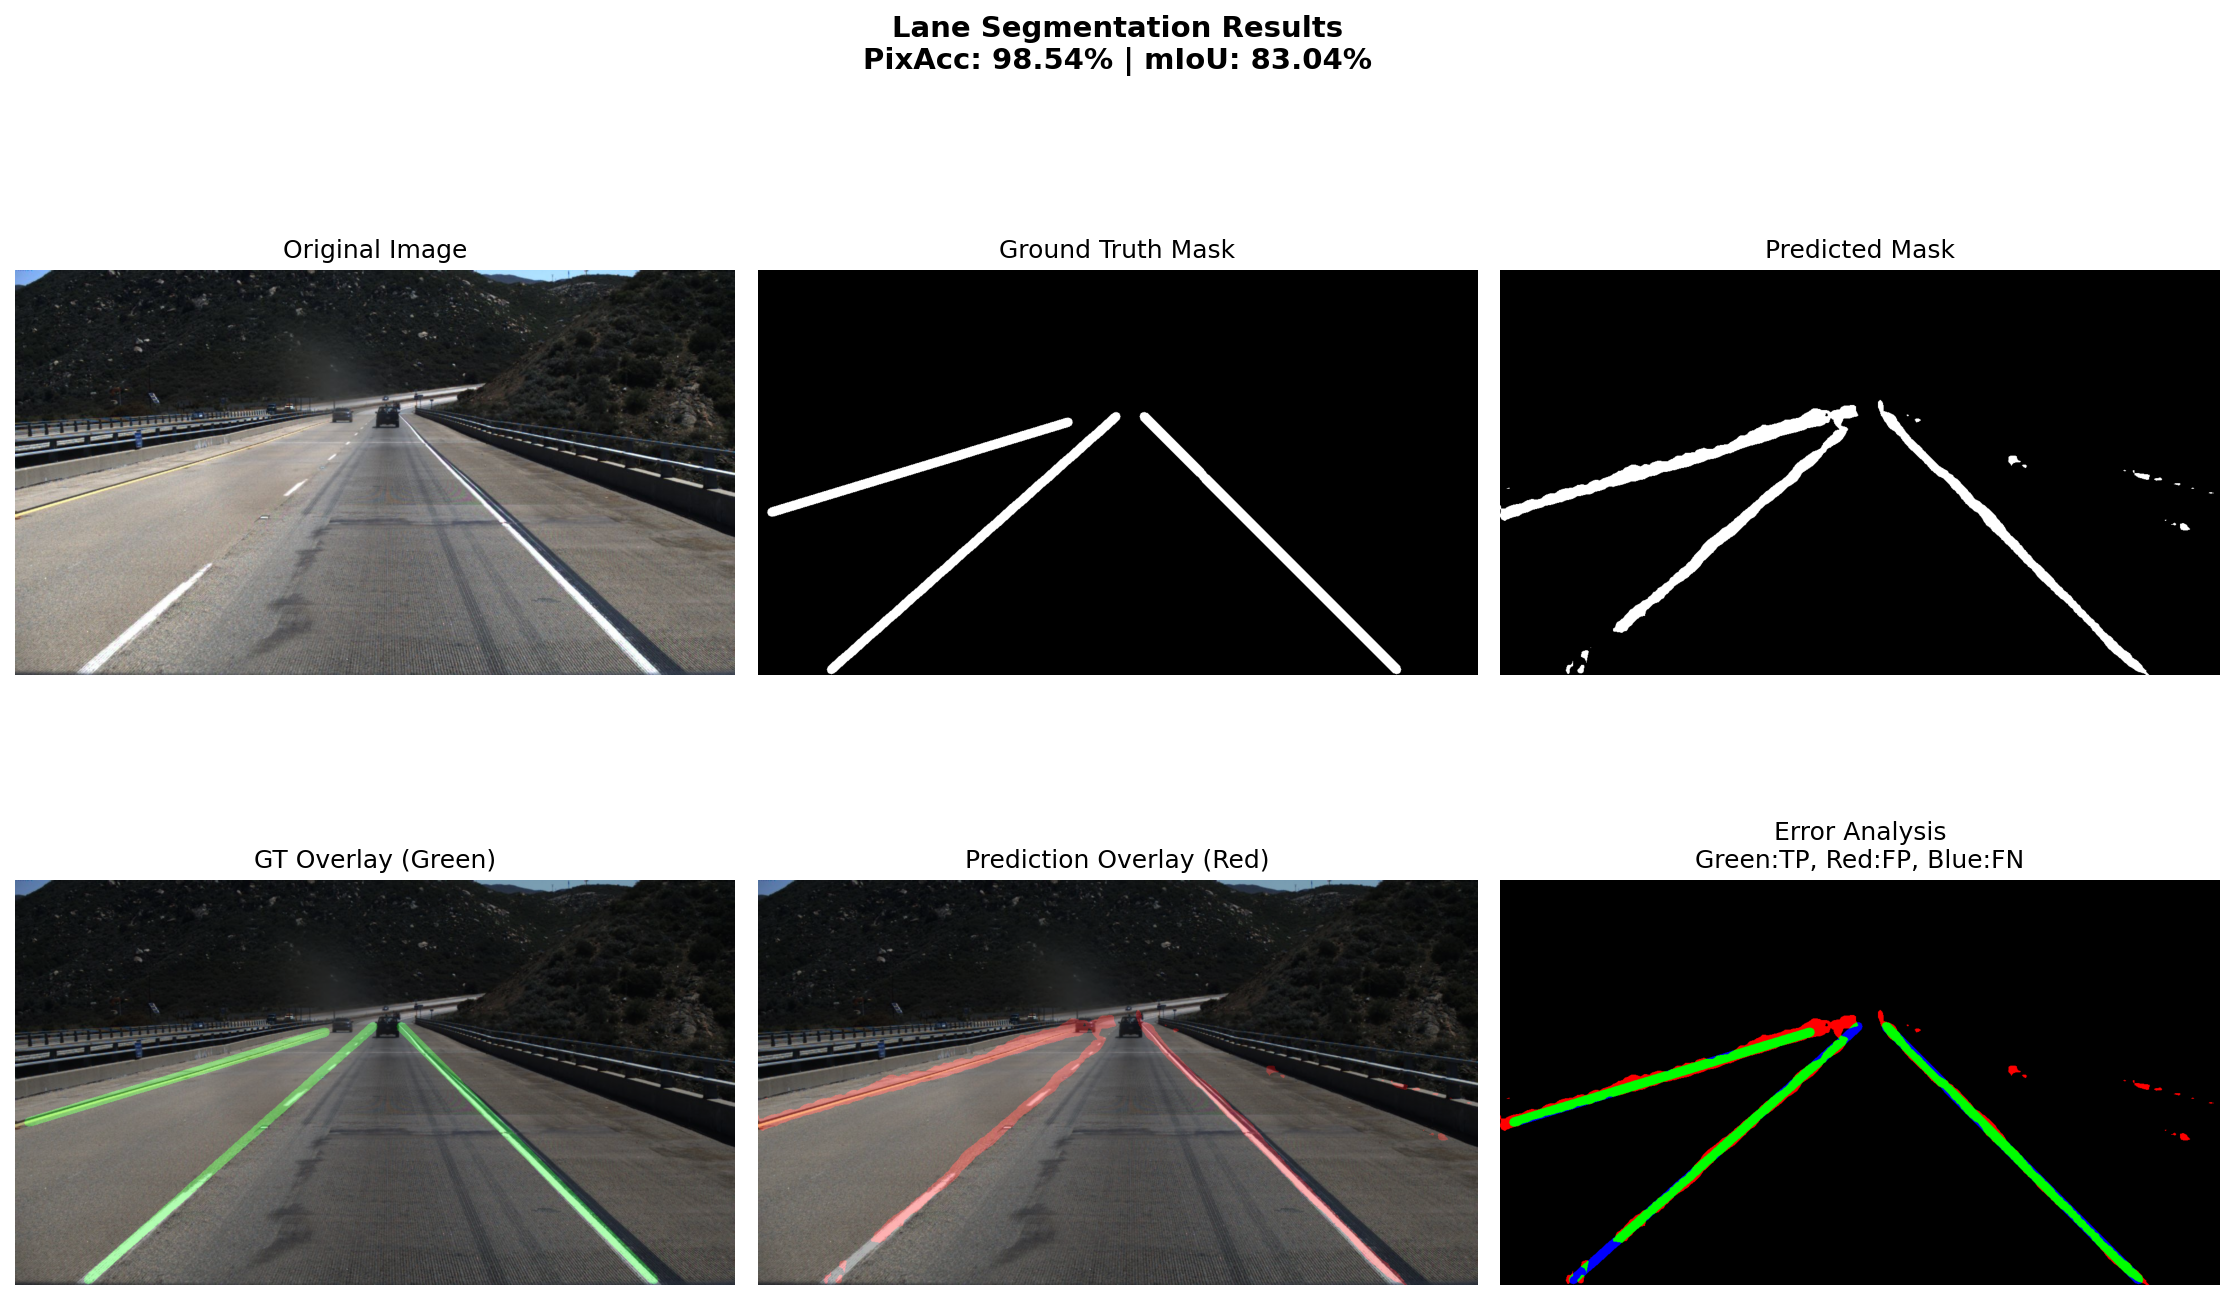 Lane Segmentation Results
PixAcc: 98.54% | mIoU: 83.04%
Original Image
Ground Truth Mask
Predicted Mask
GT Overlay (Green)
Prediction Overlay (Red)
Error Analysis
Green:TP, Red:FP, Blue:FN